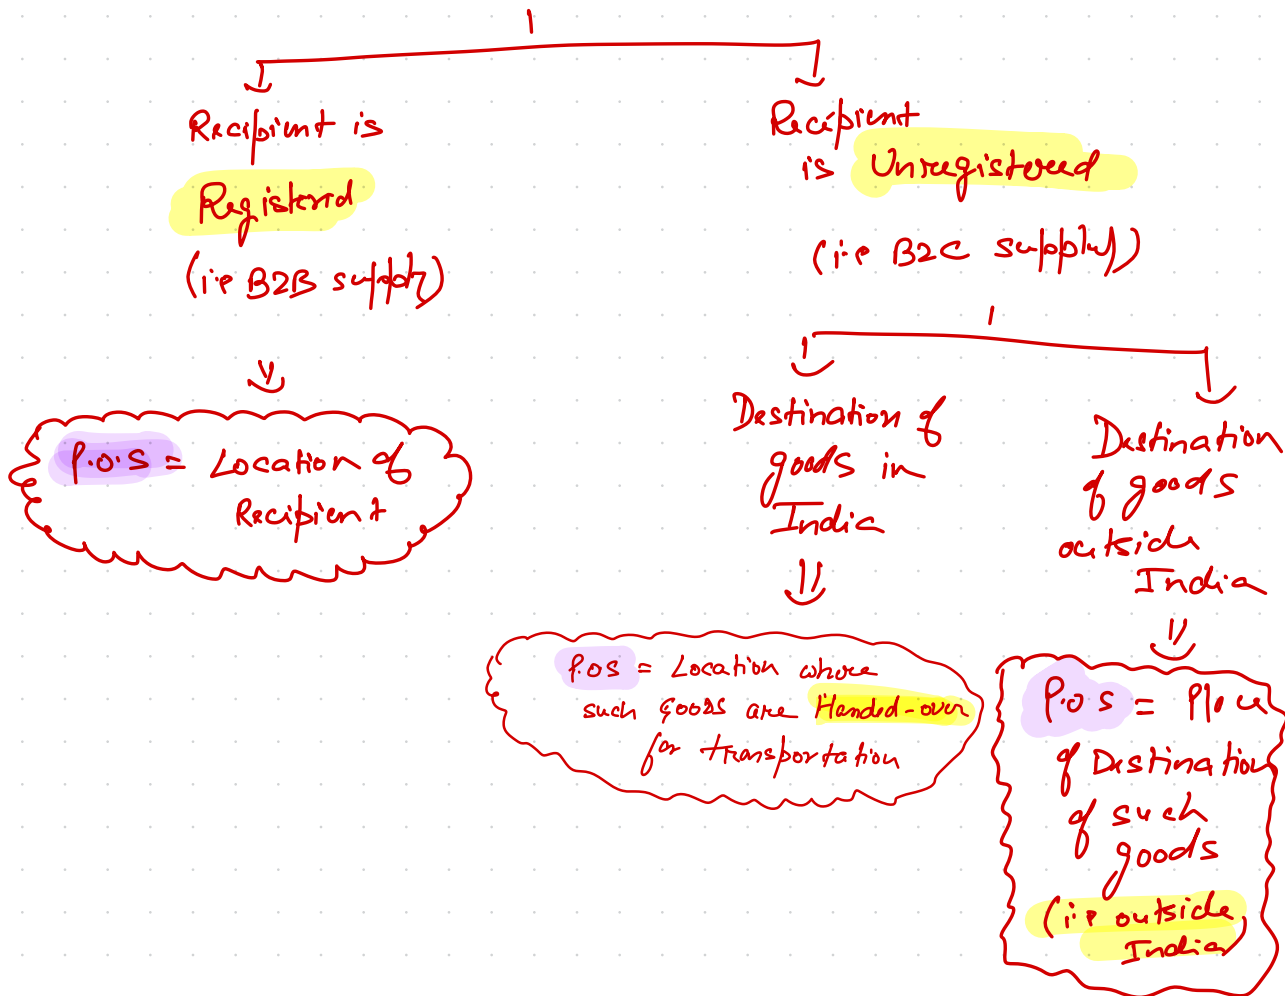 Recipient is
Registered
(i.e B2B supply)
P.O.S = Location of
Recipient
Recipient
is Unregistered
(i.e B2C supply)
Destination of
goods in
India
P.O.S = Location where
such goods are Handed-over
for transportation
Destination
of goods
outside
India
P.O.S = Place
of Destination
of such
goods
(i.e outside
India)